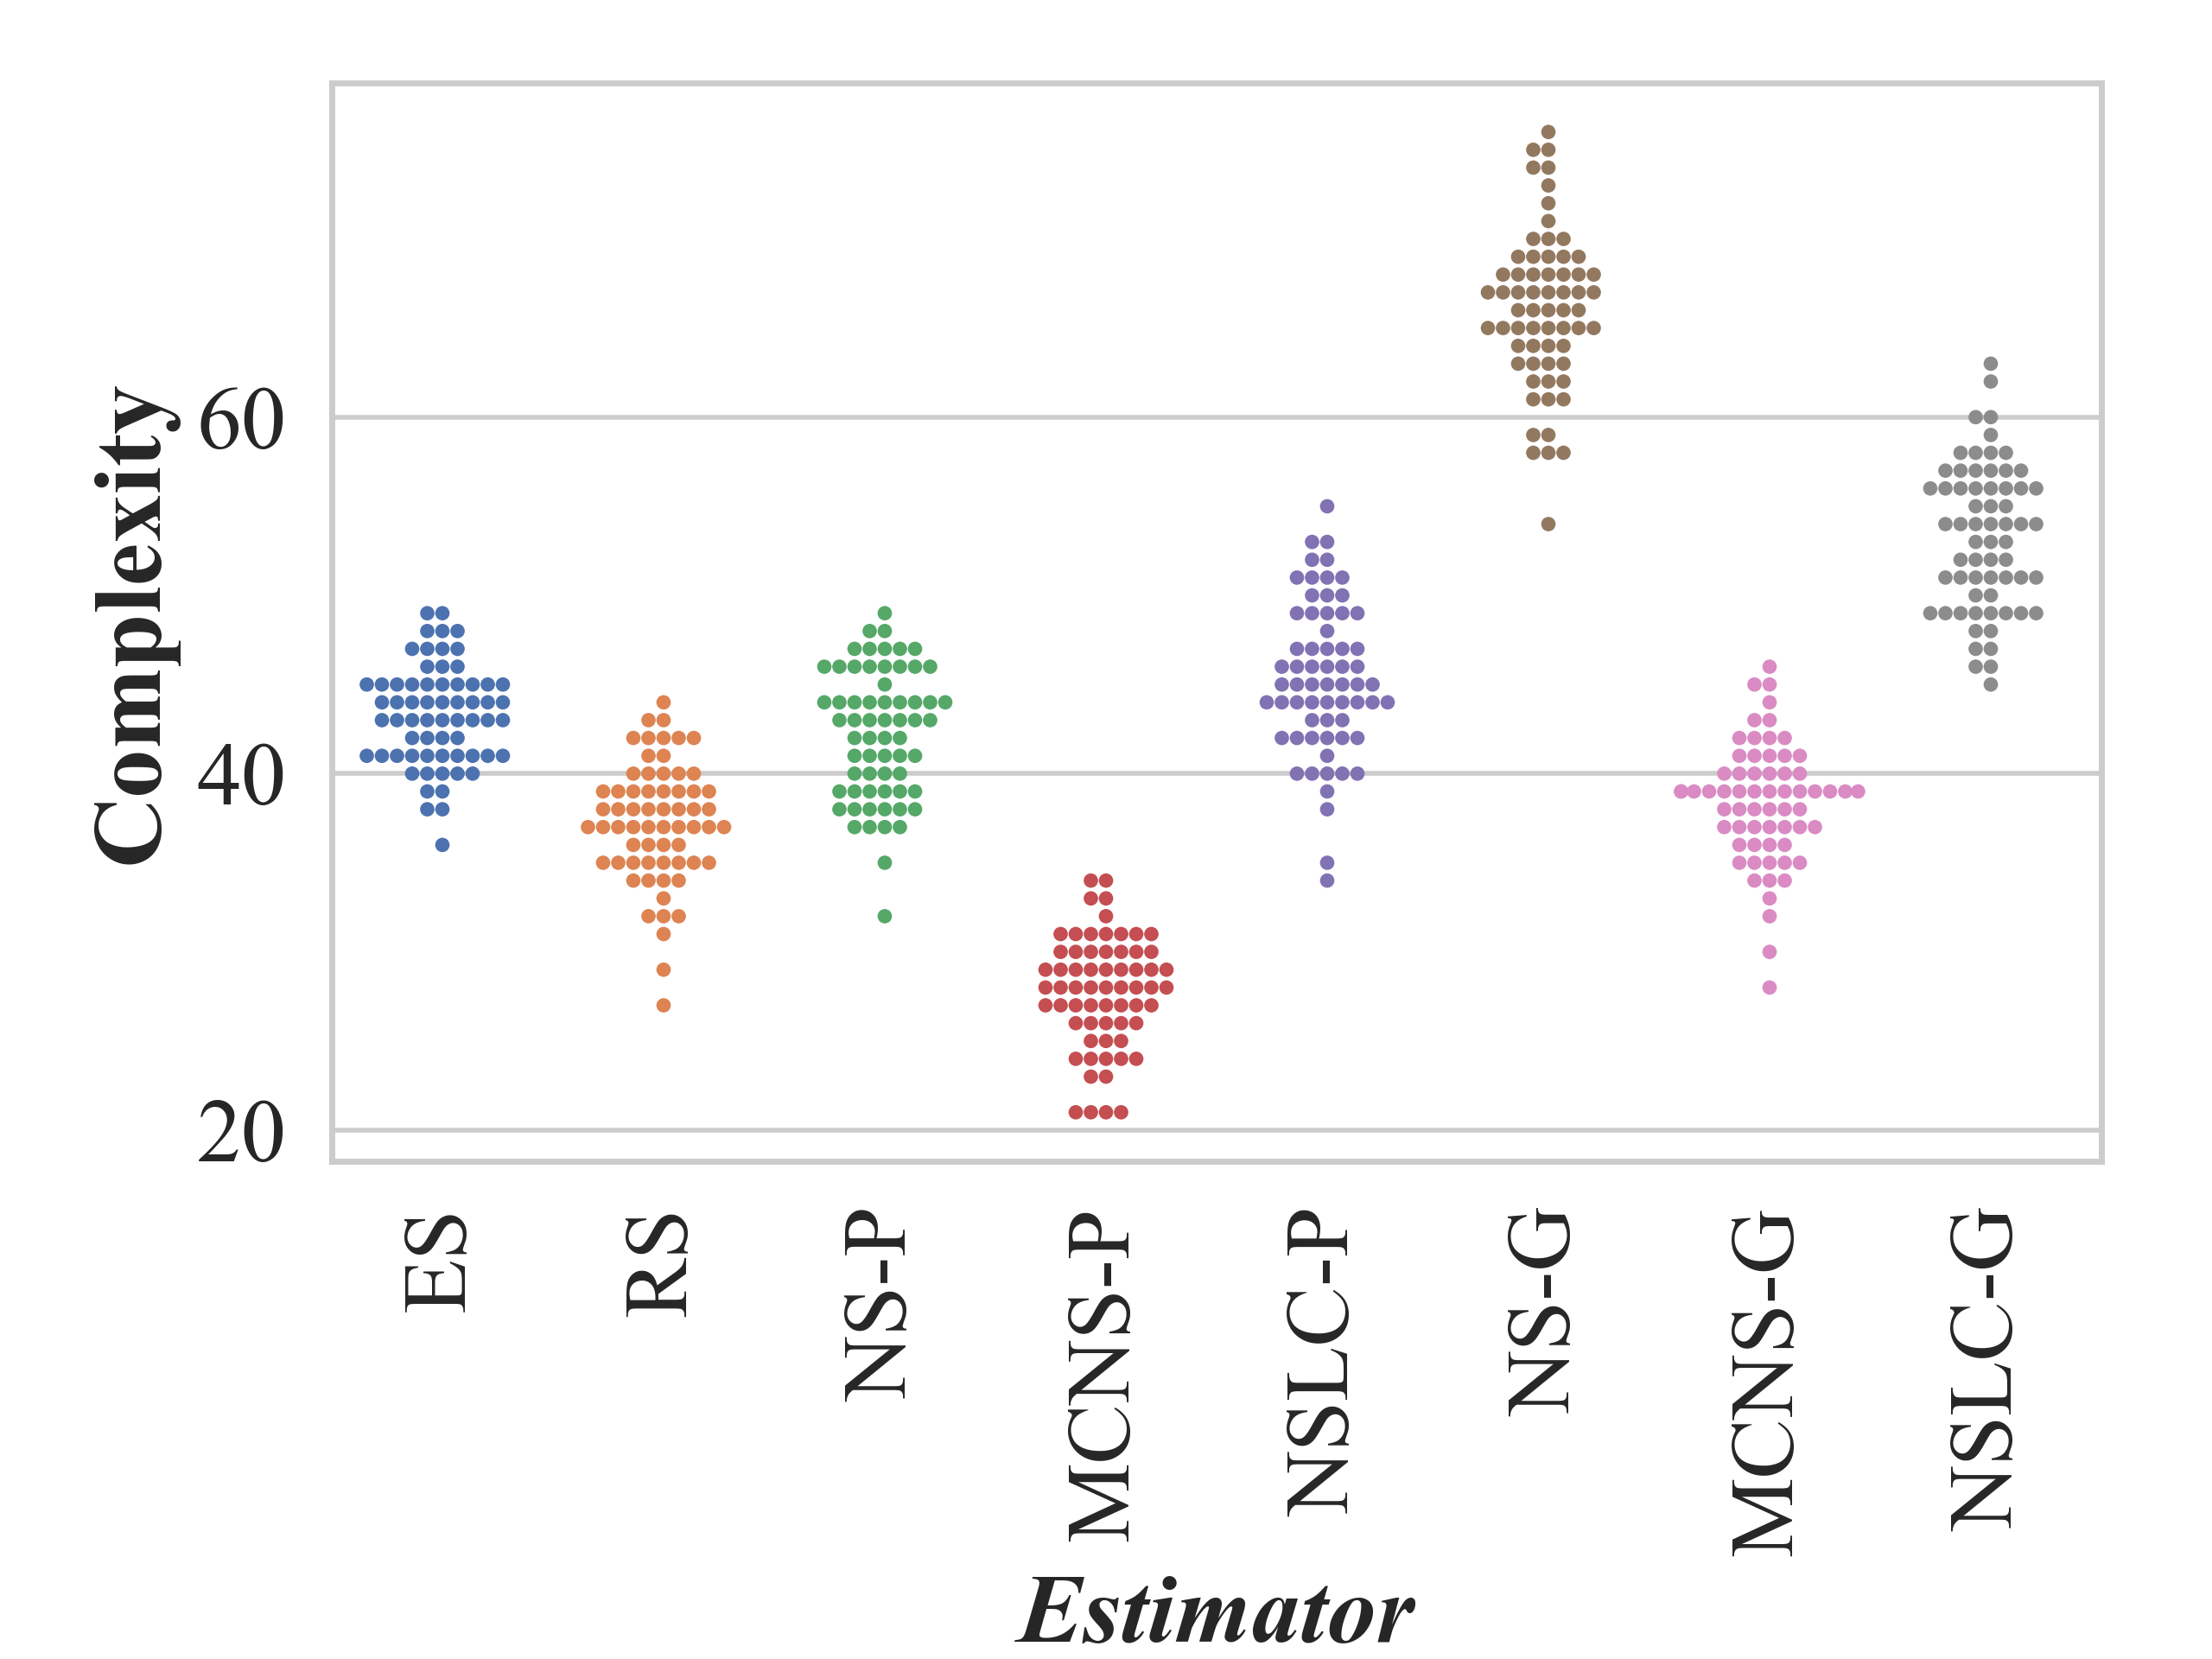 Complexity
60
40
20
ES
RS
NS-P
MCNS-P
NSLC-P
NS-G
MCNS-G
NSLC-G
Estimator